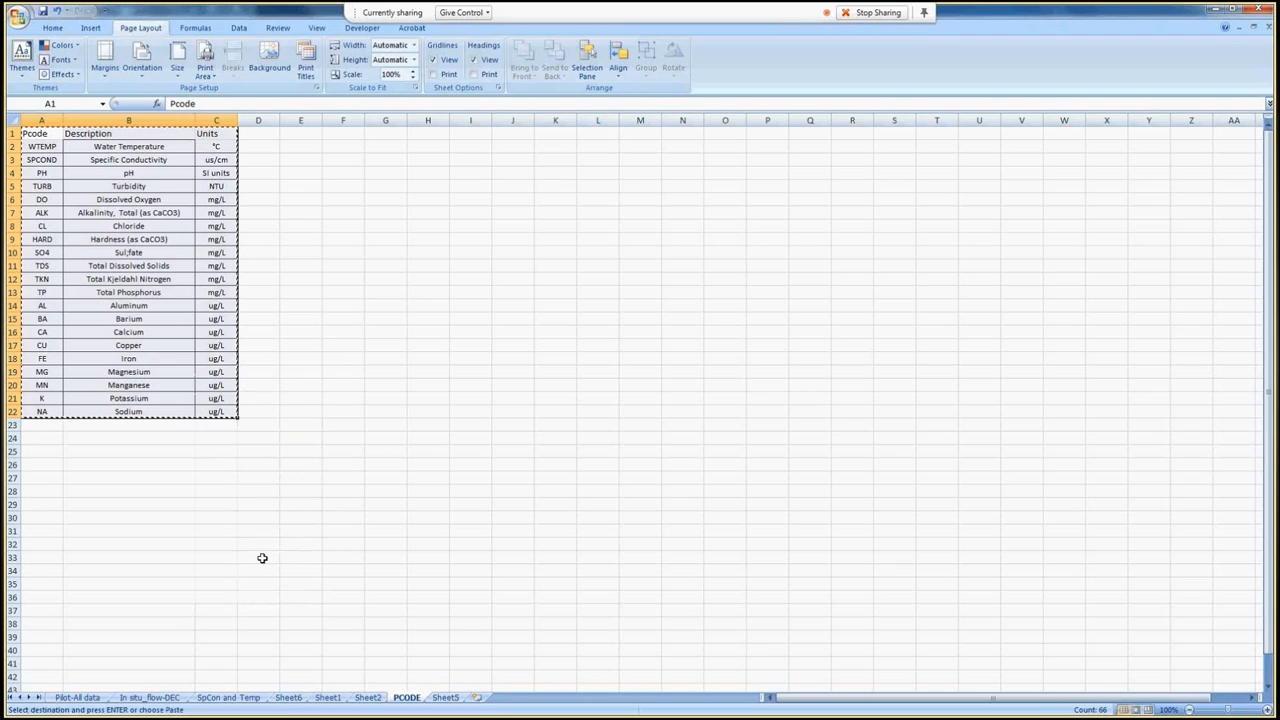 Currently sharing Give Control Stop Sharing
Home Insert Page Layout Formulas Data Review View Developer Acrobat
Themes Colors Fonts Effects Margins Orientation Size Print Area Breaks Background Print Titles Width: Automatic Height: Automatic Scale: 100% Gridlines View Print Headings View Print Bring to Front Send to Back Selection Pane Align Group Rotate
Themes Page Setup Scale to Fit Sheet Options Arrange
A1 fx Pcode
A B C D E F G H I J K L M N O P Q R S T U V W X Y Z AA
1 Pcode Description Units
2 WTEMP Water Temperature °C
3 SPCOND Specific Conductivity us/cm
4 PH pH SI units
5 TURB Turbidity NTU
6 DO Dissolved Oxygen mg/L
7 ALK Alkalinity, Total (as CaCO3) mg/L
8 CL Chloride mg/L
9 HARD Hardness (as CaCO3) mg/L
10 SO4 Sul;fate mg/L
11 TDS Total Dissolved Solids mg/L
12 TKN Total Kjeldahl Nitrogen mg/L
13 TP Total Phosphorus mg/L
14 AL Aluminum ug/L
15 BA Barium ug/L
16 CA Calcium ug/L
17 CU Copper ug/L
18 FE Iron ug/L
19 MG Magnesium ug/L
20 MN Manganese ug/L
21 K Potassium ug/L
22 NA Sodium ug/L
23
24
25
26
27
28
29
30
31
32
33
34
35
36
37
38
39
40
41
42
43
Pilot-All data In situ_flow-DEC SpCon and Temp Sheet6 Sheet1 Sheet2 PCODE Sheet5
Select destination and press ENTER or choose Paste Count: 66 100%